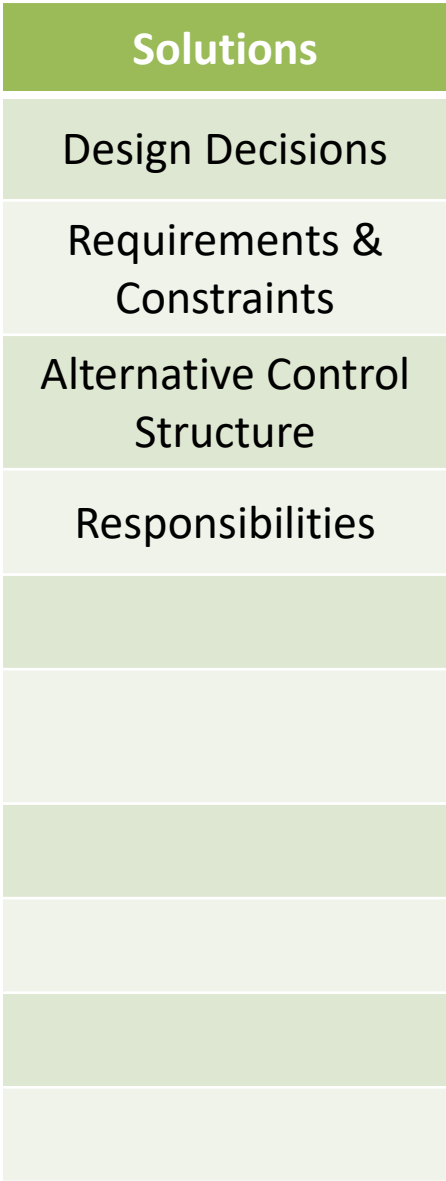 Solutions
Design Decisions
Requirements &
Constraints
Alternative Control
Structure
Responsibilities